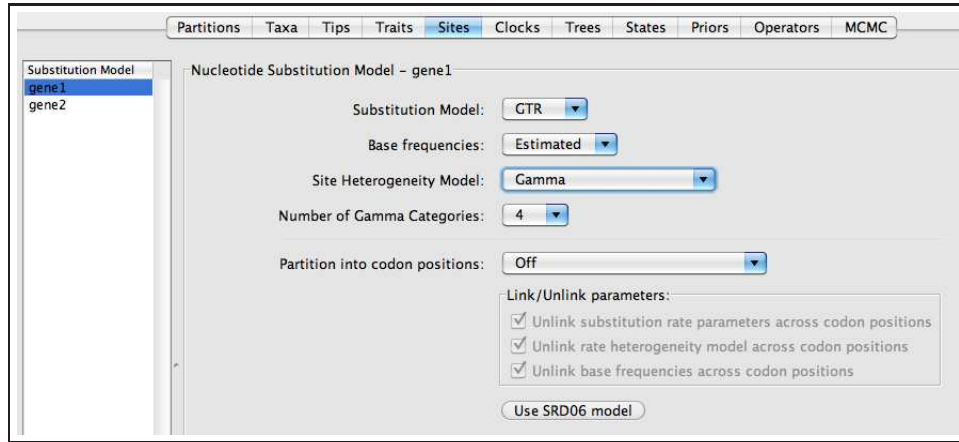 Partitions Taxa Tips Traits Sites Clocks Trees States Priors Operators MCMC
Substitution Model
gene1
gene2
Nucleotide Substitution Model – gene1
Substitution Model: GTR
Base frequencies: Estimated
Site Heterogeneity Model: Gamma
Number of Gamma Categories: 4
Partition into codon positions: Off
Link/Unlink parameters:
Unlink substitution rate parameters across codon positions
Unlink rate heterogeneity model across codon positions
Unlink base frequencies across codon positions
Use SRD06 model